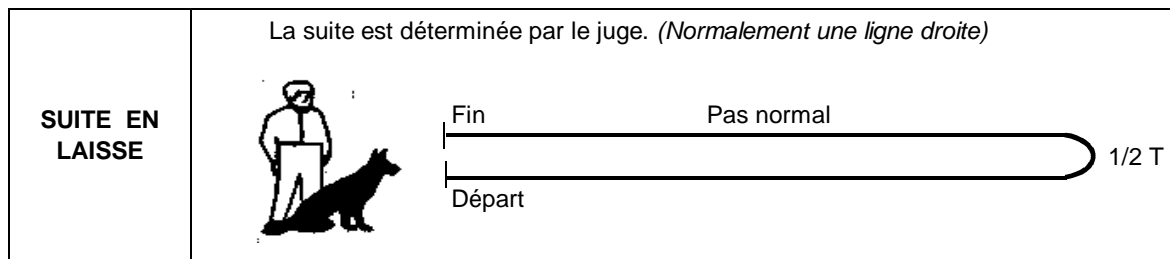 La suite est déterminée par le juge. (Normalement une ligne droite)
SUITE EN
LAISSE
Fin
Pas normal
1/2 T
Départ